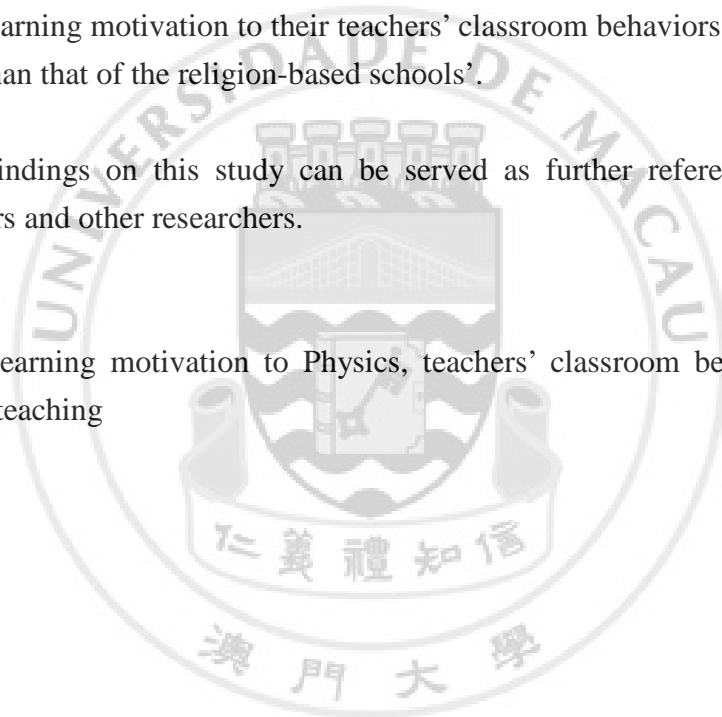 arning motivation to their teachers’ classroom behaviors
an that of the religion-based schools’.
indings on this study can be served as further refere
rs and other researchers.
earning motivation to Physics, teachers’ classroom be
teaching
UNIVERSIDADE DE MACAU
仁義禮知信
澳門大學